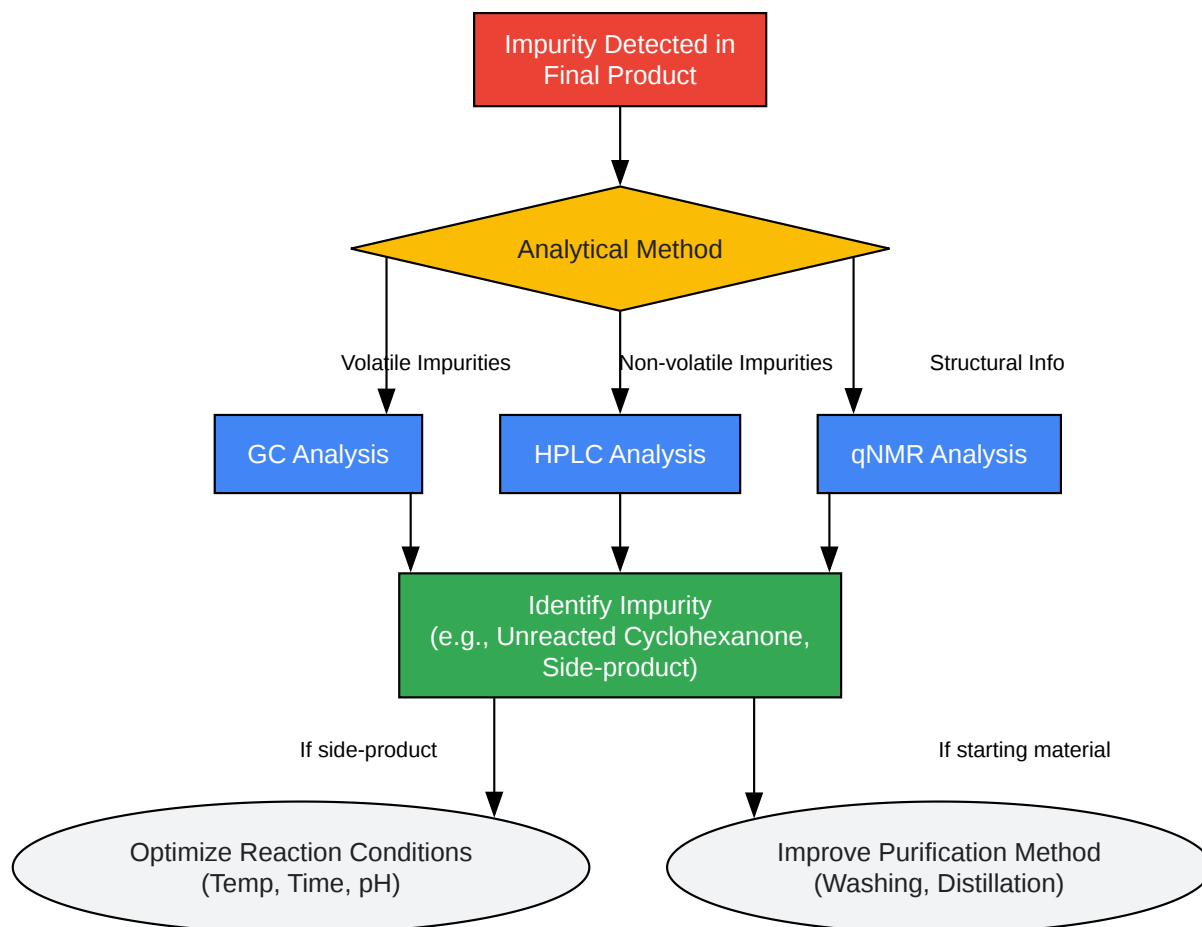 Impurity Detected in
Final Product
Analytical Method
Volatile Impurities
Non-volatile Impurities
Structural Info
GC Analysis
HPLC Analysis
qNMR Analysis
Identify Impurity
(e.g., Unreacted Cyclohexanone,
Side-product)
If side-product
If starting material
Optimize Reaction Conditions
(Temp, Time, pH)
Improve Purification Method
(Washing, Distillation)